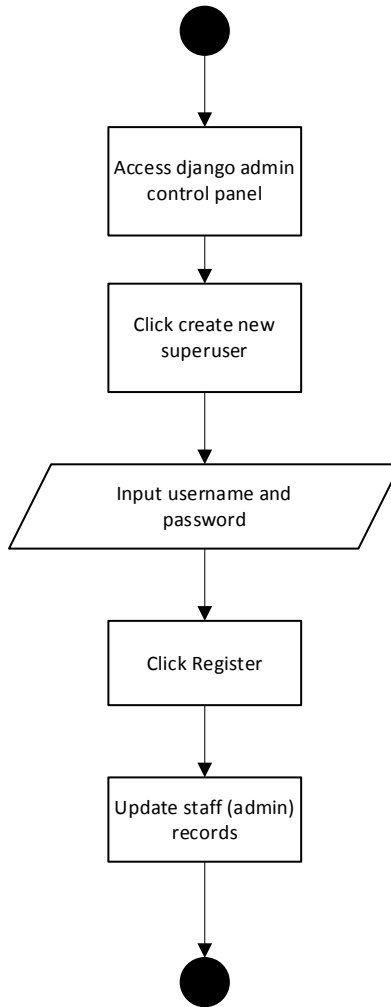 Access django admin
control panel
Click create new
superuser
Input username and
password
Click Register
Update staff (admin)
records